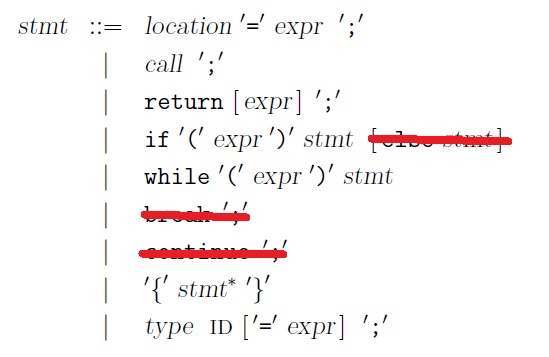 stmt ::= location '=' expr ';'
| call ';'
| return [ expr ] ';'
| if '(' expr ')' stmt [ else stmt ]
| while '(' expr ')' stmt
| break ';'
| continue ';'
| '{' stmt* '}'
| type ID ['=' expr] ';'